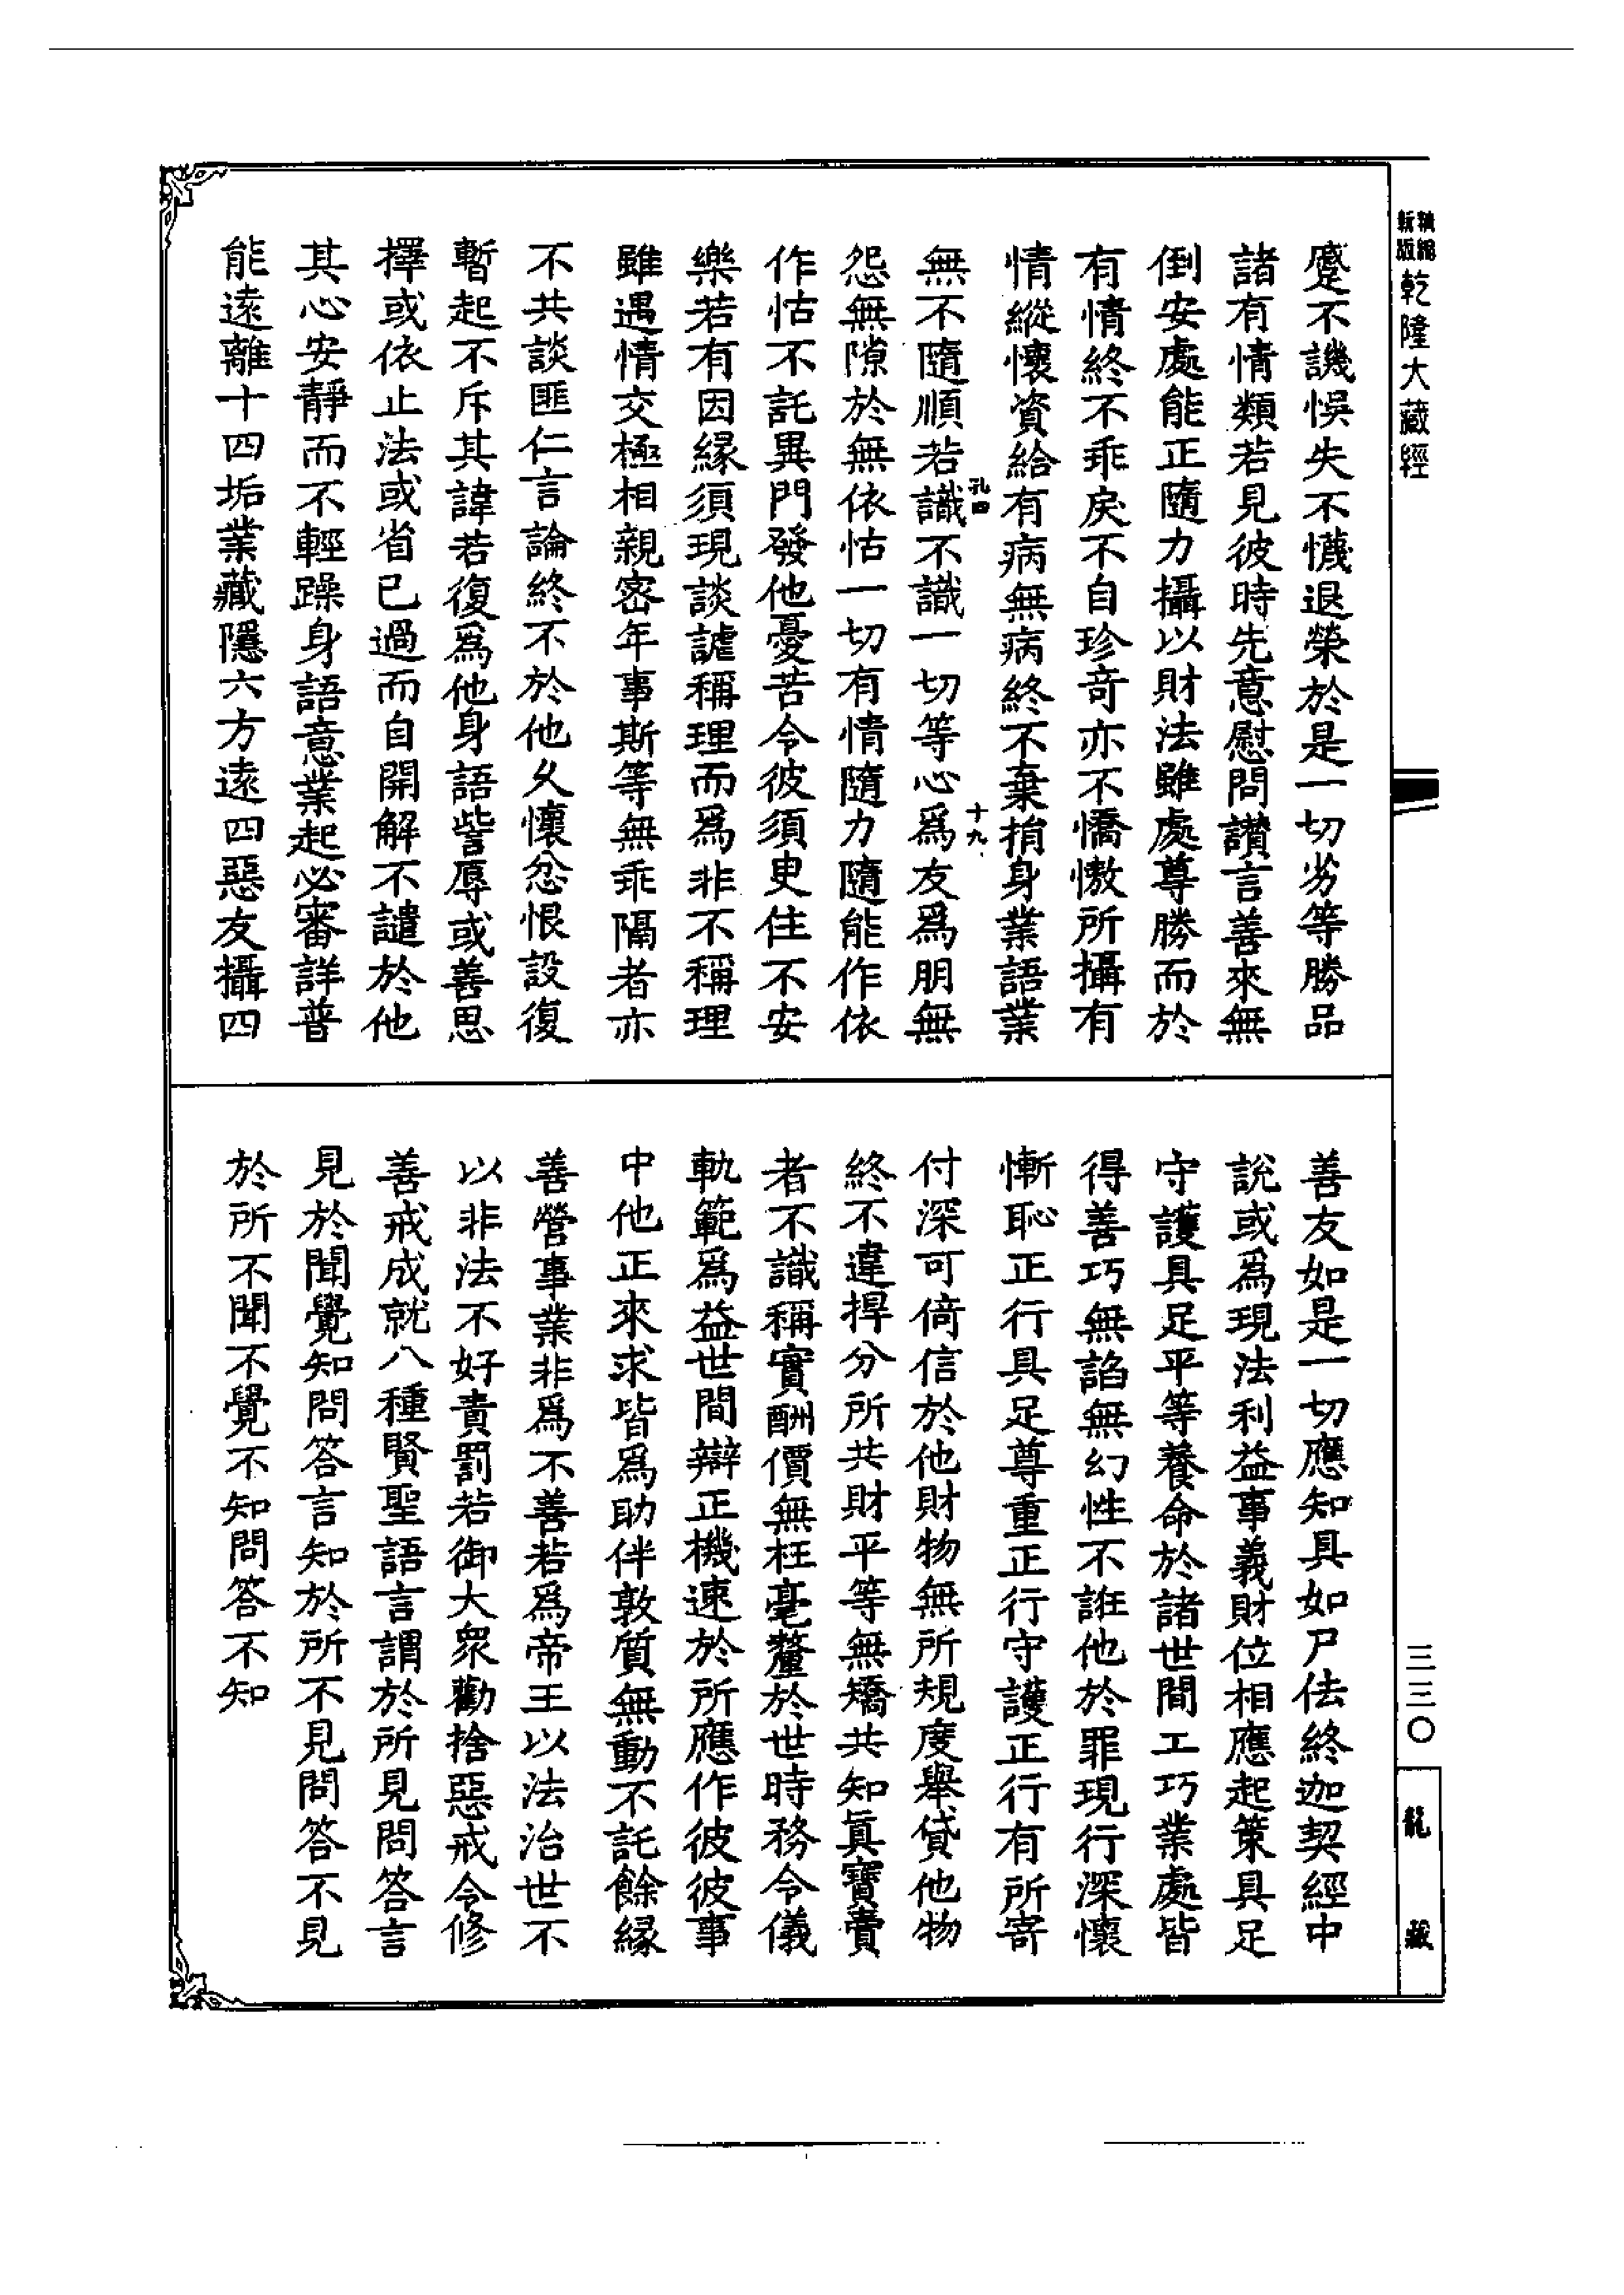 精縮新版
乾隆大藏經
蹙不譏悞失不懱退榮於是一切劣等勝品
諸有情類若見彼時先意慰問讃言善來無
倒安處能正隨力攝以財法雖處尊勝而於
有情終不乖戾不自珍奇亦不憍慠所攝有
情縱懷資給有病無病終不棄捐身業語業
孔四
十九
無不隨順若識不識一切等心爲友爲朋無
怨無隙於無依怙一切有情隨力隨能作依
作怙不託異門發他憂苦令彼須臾住不安
樂若有因緣須現談謔稱理而爲非不稱理
雖遇情交極相親密年事斯等無乖隔者亦
不共談匪仁言論終不於他久懷忿恨設復
暫起不斥其諱若復爲他身語訾辱或善思
擇或依止法或省已過而自開解不譴於他
其心安靜而不輕躁身語意業起必審詳普
能遠離十四垢業藏隱六方遠四惡友攝四
善友如是一切應知具如尸佉終迦契經中
說或爲現法利益事義財位相應起策具足
守護具足平等養命於諸世間工巧業處皆
得善巧無諂無幻性不誑他於罪現行深懷
慚恥正行具足尊重正行守護正行有所寄
付深可倚信於他財物無所規度舉貸他物
終不違捍分所共財平等無矯共知眞寶賣
者不識稱實酬價無枉毫釐於世時務令儀
軌範爲益世間辯正機速於所應作彼彼事
中他正來求皆爲助伴敦質無動不託餘緣
善營事業非爲不善若爲帝王以法治世不
以非法不好責罰若御大衆勸捨惡戒令修
善戒成就八種賢聖語言謂於所見問答言
見於聞覺知問答言知於所不見問答不見
於所不聞不覺不知問答不知
三三〇
龍藏